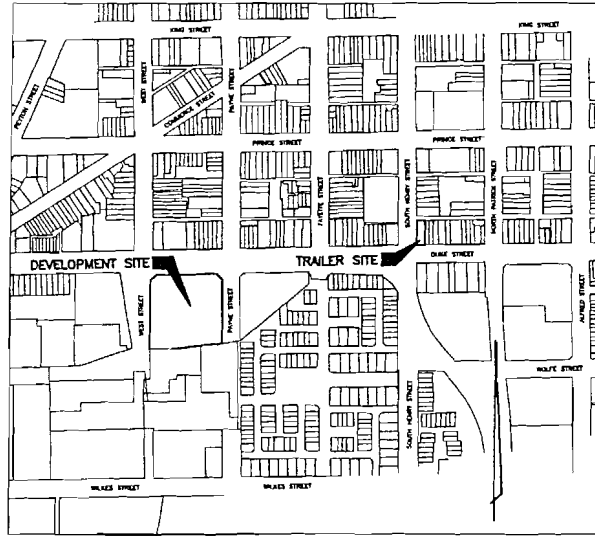 KING STREET
KING STREET
PEYTON STREET
WEST STREET
COMMERCE STREET
PAYNE STREET
PRINCE STREET
PRINCE STREET
FAYETTE STREET
SOUTH HENRY STREET
NORTH PATRICK STREET
DEVELOPMENT SITE
TRAILER SITE
DUKE STREET
WEST STREET
PAYNE STREET
ALFRED STREET
WOLFE STREET
SOUTH HENRY STREET
WILKES STREET
WILKES STREET